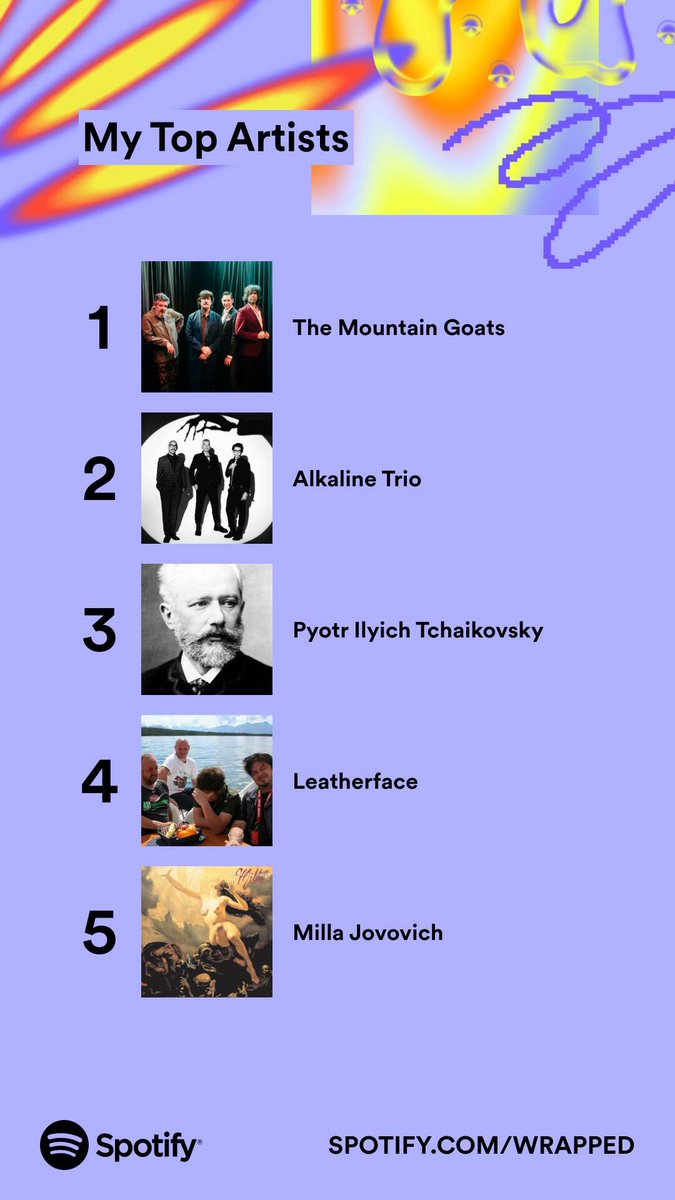 My Top Artists
1
The Mountain Goats
2
Alkaline Trio
3
Pyotr Ilyich Tchaikovsky
4
Leatherface
5
Milla Jovovich
Spotify®
SPOTIFY.COM/WRAPPED